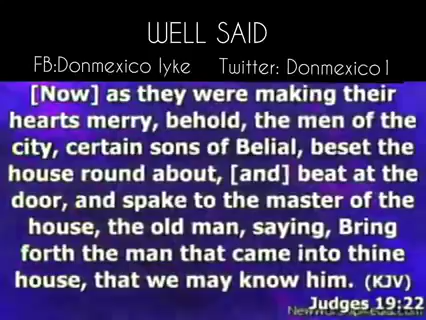 WELL SAID
FB:Donmexico Iyke Twitter: Donmexico1
[Now] as they were making their
hearts merry, behold, the men of the
city, certain sons of Belial, beset the
house round about, [and] beat at the
door, and spake to the master of the
house, the old man, saying, Bring
forth the man that came into thine
house, that we may know him. (KJV)
Judges 19:22